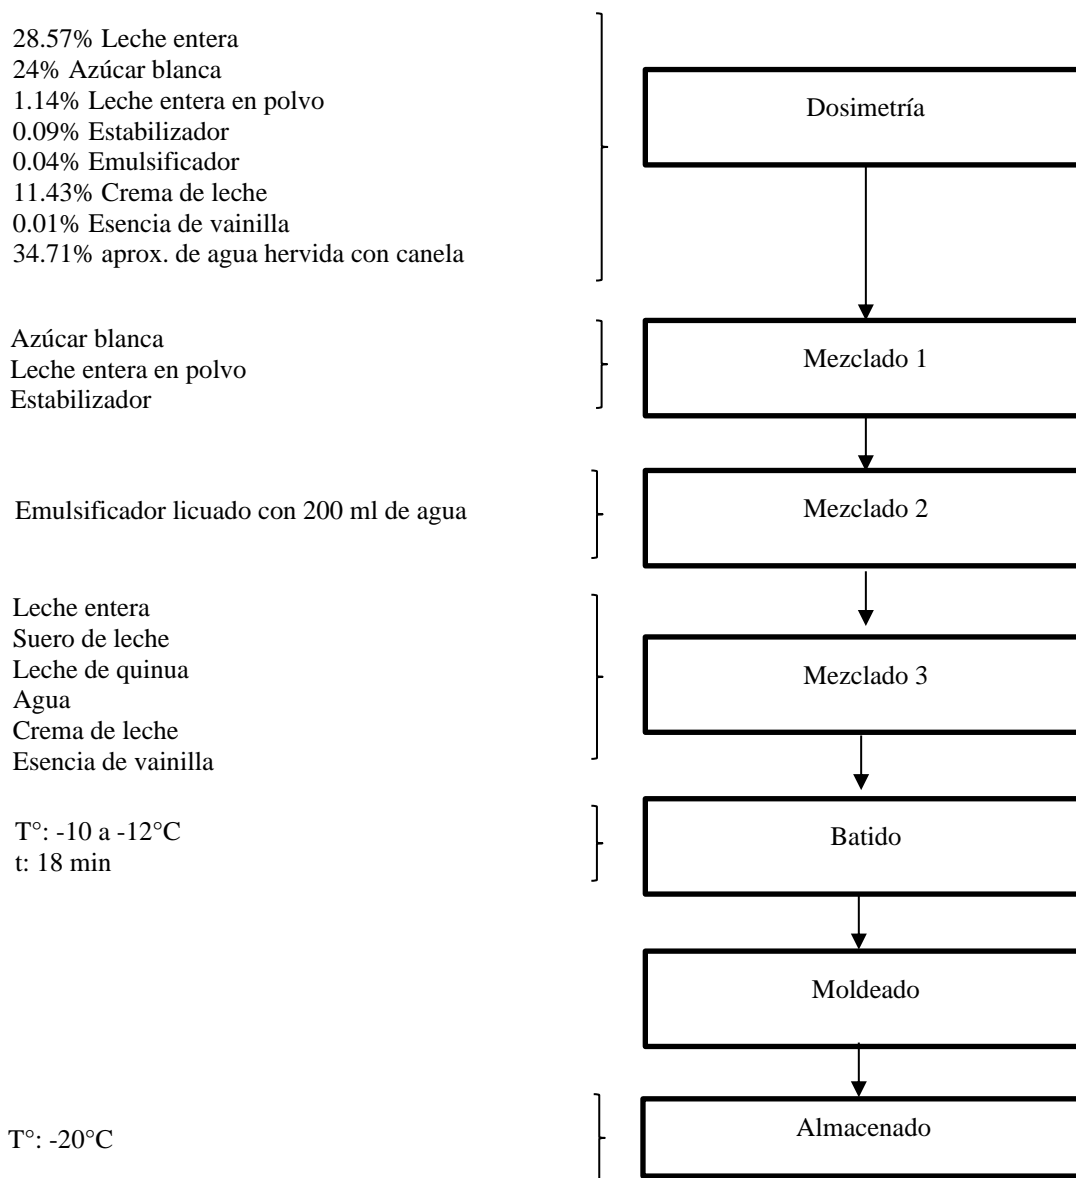 28.57% Leche entera
24% Azúcar blanca
1.14% Leche entera en polvo
0.09% Estabilizador
0.04% Emulsificador
11.43% Crema de leche
0.01% Esencia de vainilla
34.71% aprox. de agua hervida con canela
Dosimetría
Azúcar blanca
Leche entera en polvo
Estabilizador
Mezclado 1
Emulsificador licuado con 200 ml de agua
Mezclado 2
Leche entera
Suero de leche
Leche de quinua
Agua
Crema de leche
Esencia de vainilla
Mezclado 3
T°: -10 a -12°C
t: 18 min
Batido
Moldeado
T°: -20°C
Almacenado